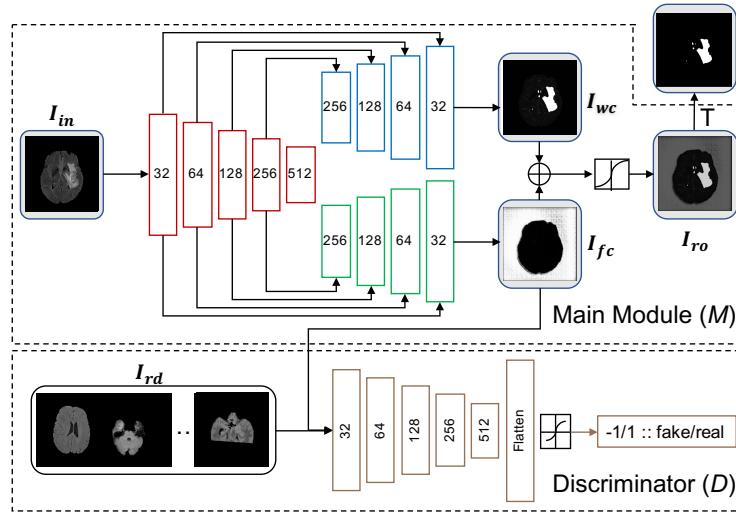 I_in
32
64
128
256
512
256
128
64
32
256
128
64
32
I_wc
I_fc
T
I_ro
Main Module (M)
I_rd
. .
32
64
128
256
512
Flatten
-1/1 :: fake/real
Discriminator (D)